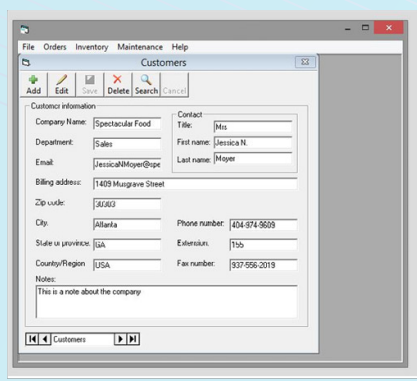 File Orders Inventory Maintenance Help
Customers
Add Edit Save Delete Search Cancel
Customer information
Contact
Company Name: Spectacular Food
Title: Mrs
Department: Sales
First name: Jessica N.
Email: JessicaNMoyer@spe
Last name: Moyer
Billing address: 1409 Musgrave Street
Zip code: 30303
City: Atlanta
Phone number: 404-974-9609
State or province: GA
Extension: 155
Country/Region USA
Fax number: 937-556-2019
Notes:
This is a note about the company
Customers